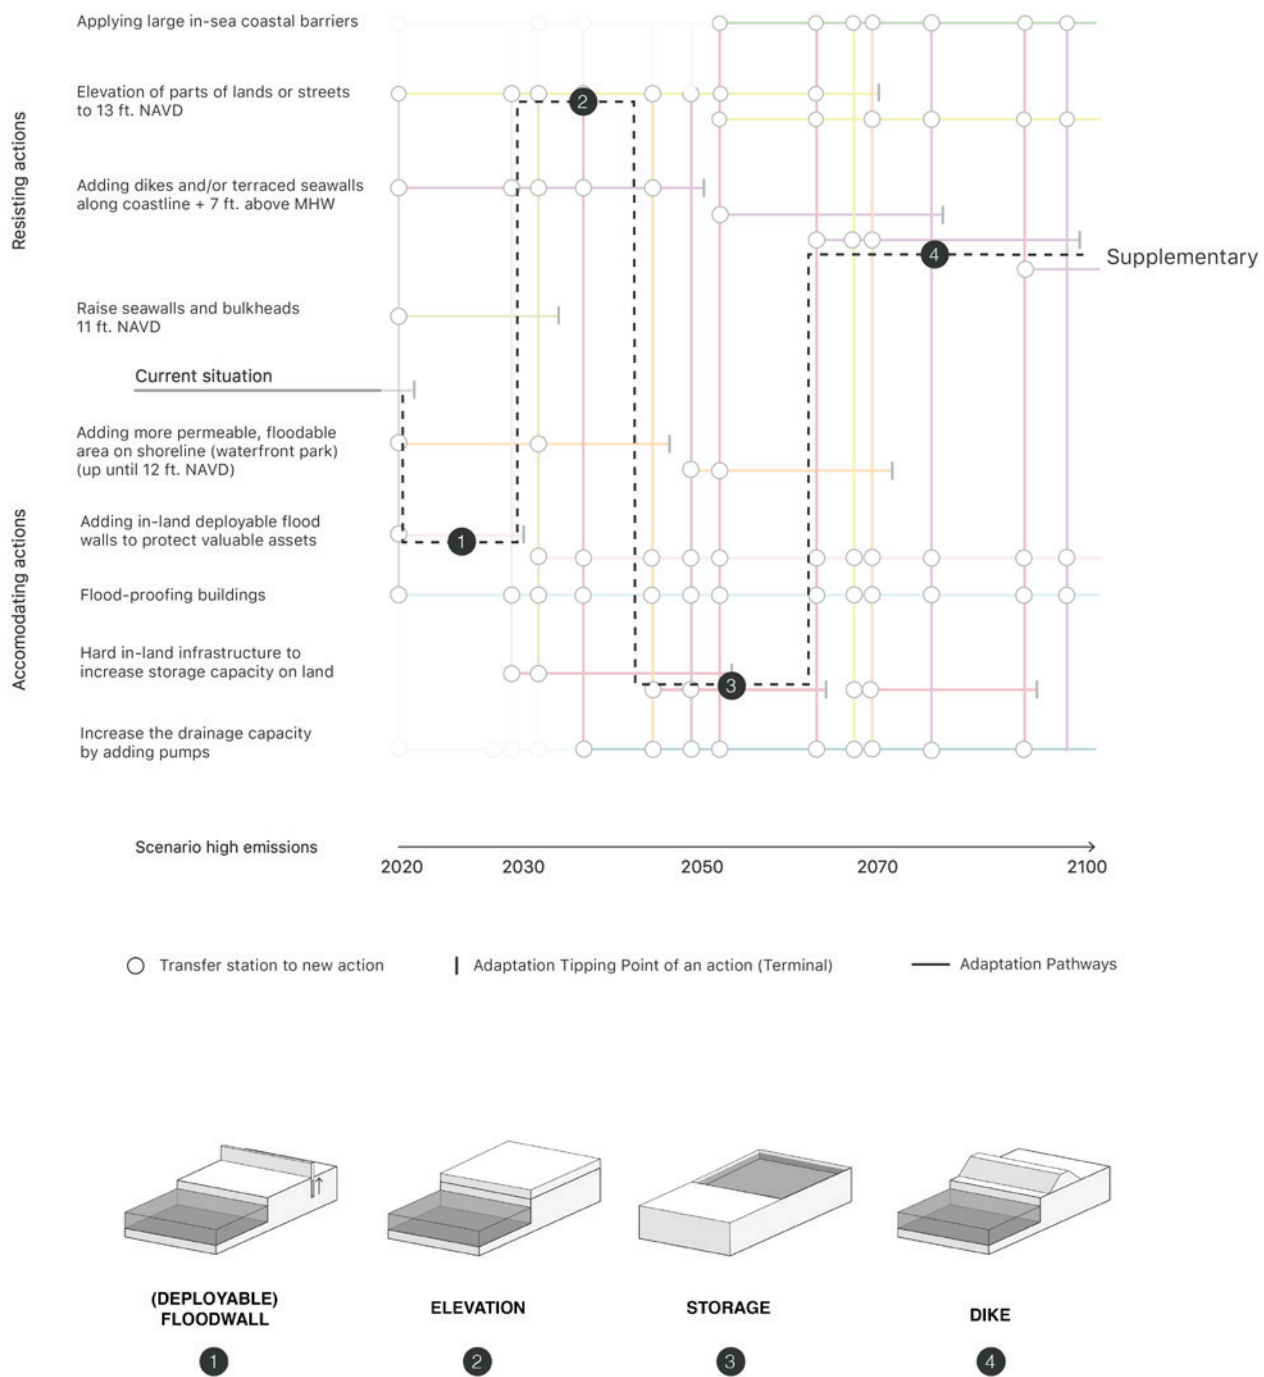 Applying large in-sea coastal barriers
Elevation of parts of lands or streets
to 13 ft. NAVD
Adding dikes and/or terraced seawalls
along coastline + 7 ft. above MHW
Raise seawalls and bulkheads
11 ft. NAVD
Current situation
Adding more permeable, floodable
area on shoreline (waterfront park)
(up until 12 ft. NAVD)
Adding in-land deployable flood
walls to protect valuable assets
Flood-proofing buildings
Hard in-land infrastructure to
increase storage capacity on land
Increase the drainage capacity
by adding pumps
Resisting actions
Accomodating actions
1
2
3
4
Supplementary
Scenario high emissions
2020 2030 2050 2070 2100
Transfer station to new action
Adaptation Tipping Point of an action (Terminal)
Adaptation Pathways
(DEPLOYABLE)
FLOODWALL
1
ELEVATION
2
STORAGE
3
DIKE
4